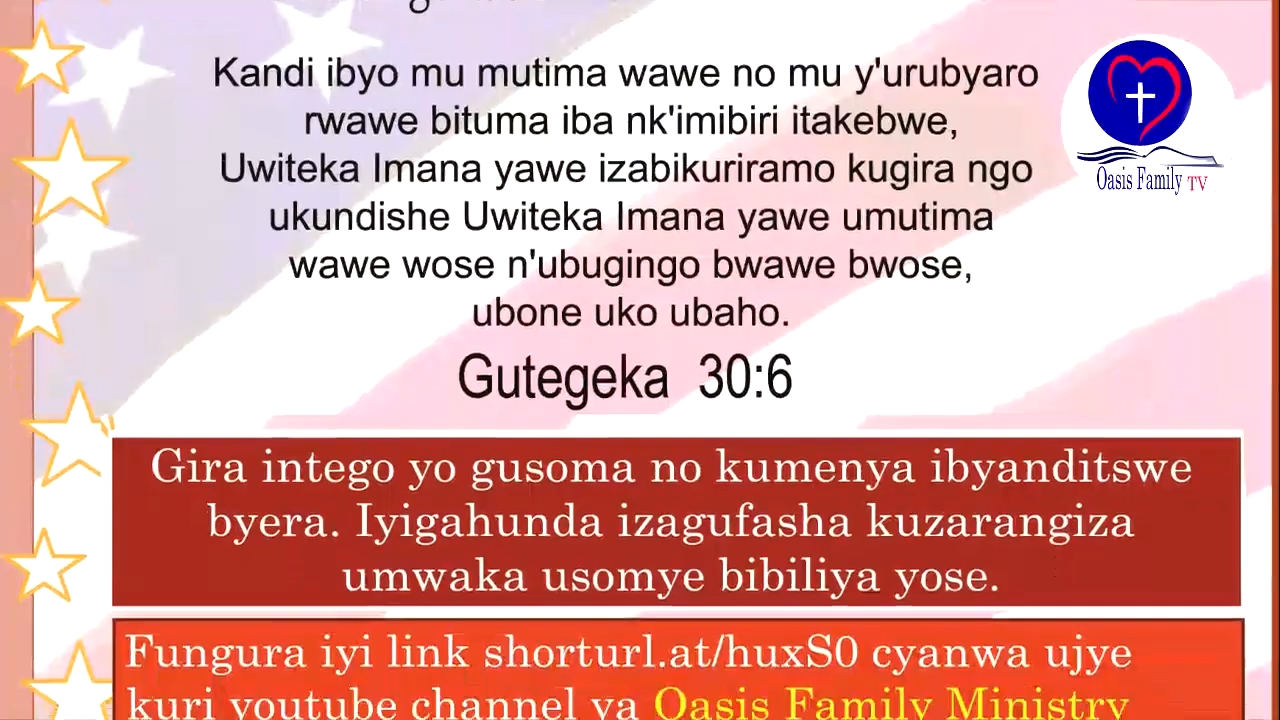 Kandi ibyo mu mutima wawe no mu y'urubyaro
rwawe bituma iba nk'imibiri itakebwe,
Uwiteka Imana yawe izabikuriramo kugira ngo
ukundishe Uwiteka Imana yawe umutima
wawe wose n'ubugingo bwawe bwose,
ubone uko ubaho.
Gutegeka 30:6
Oasis Family TV
Gira intego yo gusoma no kumenya ibyanditswe
byera. Iyigahunda izagufasha kuzarangiza
umwaka usomye bibiliya yose.
Fungura iyi link shorturl.at/huxS0 cyanwa ujye
kuri youtube channel ya Oasis Family Ministry